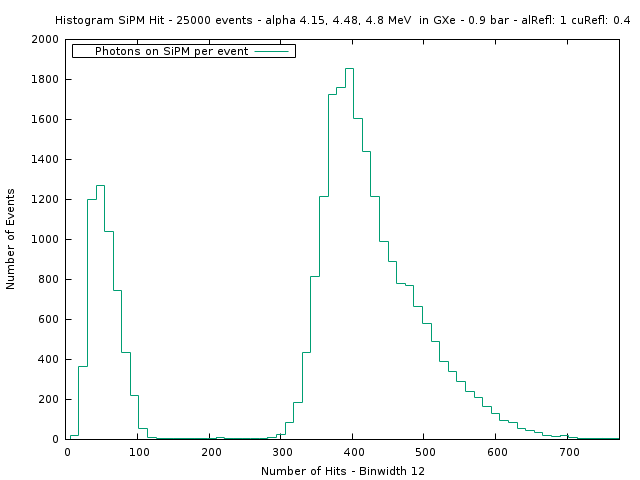 Histogram SiPM Hit - 25000 events - alpha 4.15, 4.48, 4.8 MeV  in GXe - 0.9 bar - alRefl: 1 cuRefl: 0.4
Photons on SiPM per event
2000
1800
1600
1400
1200
1000
800
600
400
200
0
Number of Events
0 100 200 300 400 500 600 700
Number of Hits - Binwidth 12